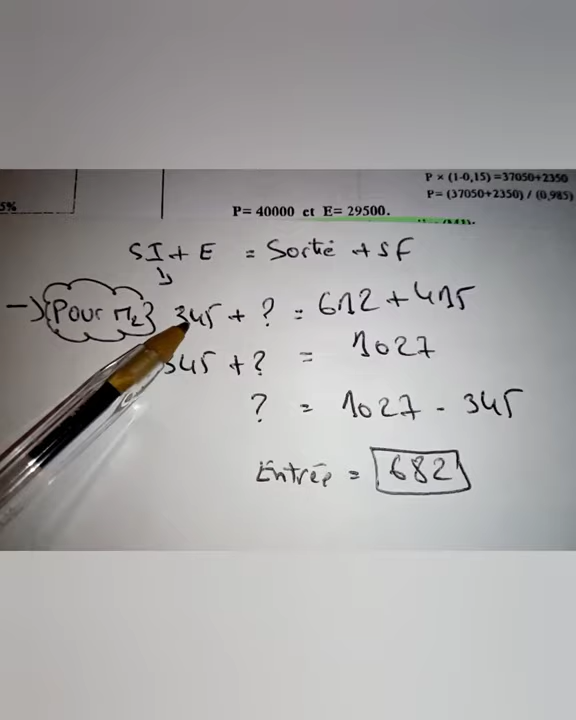 P × (1-0,15) =37050+2350
5%
P= (37050+2350) / (0,985)
P= 40000 et E= 29500.
SI + E = Sortie + SF
→ {Pour M2} 345 + ? = 612 + 415
345 + ? = 1027
? = 1027 - 345
Entrée = 682